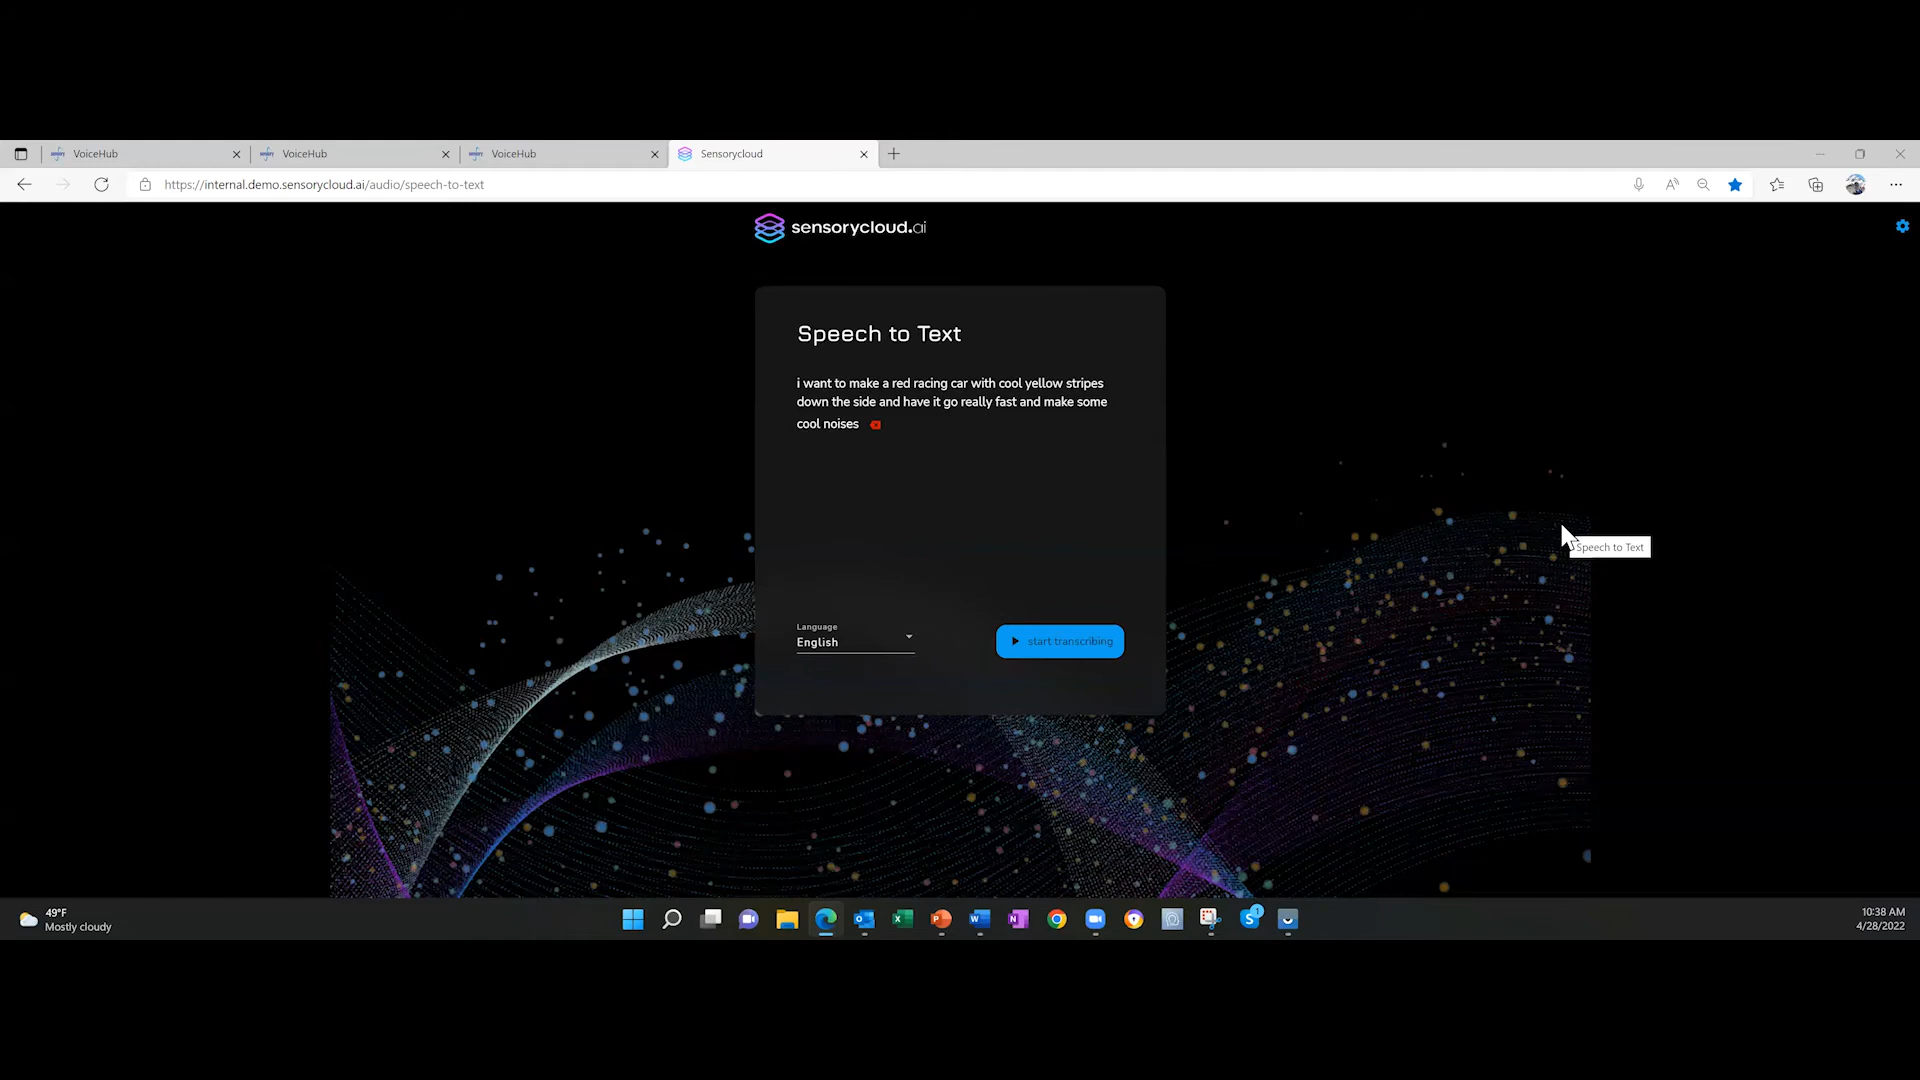 VoiceHub
VoiceHub
VoiceHub
Sensorycloud
https://internal.demo.sensorycloud.ai/audio/speech-to-text
sensorycloud.ai
Speech to Text
i want to make a red racing car with cool yellow stripes
down the side and have it go really fast and make some
cool noises
Speech to Text
Language
English
start transcribing
49°F
Mostly cloudy
10:38 AM
4/28/2022